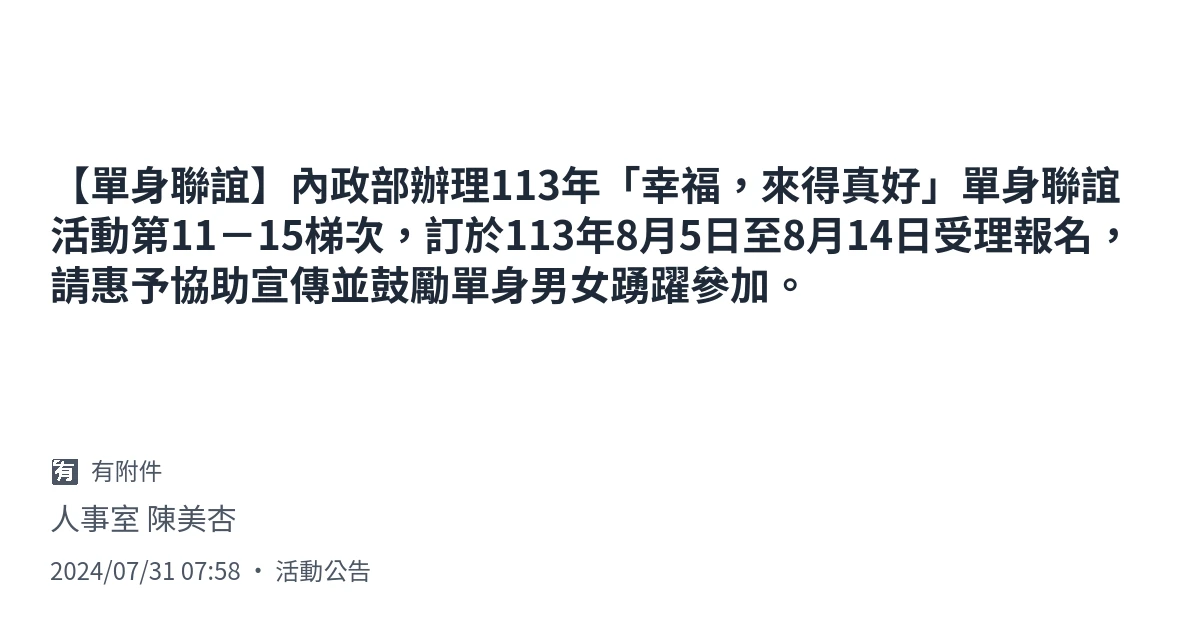 【單身聯誼】內政部辦理113年「幸福，來得真好」單身聯誼
活動第11－15梯次，訂於113年8月5日至8月14日受理報名，
請惠予協助宣傳並鼓勵單身男女踴躍參加。
有 有附件
人事室 陳美杏
2024/07/31 07:58 • 活動公告